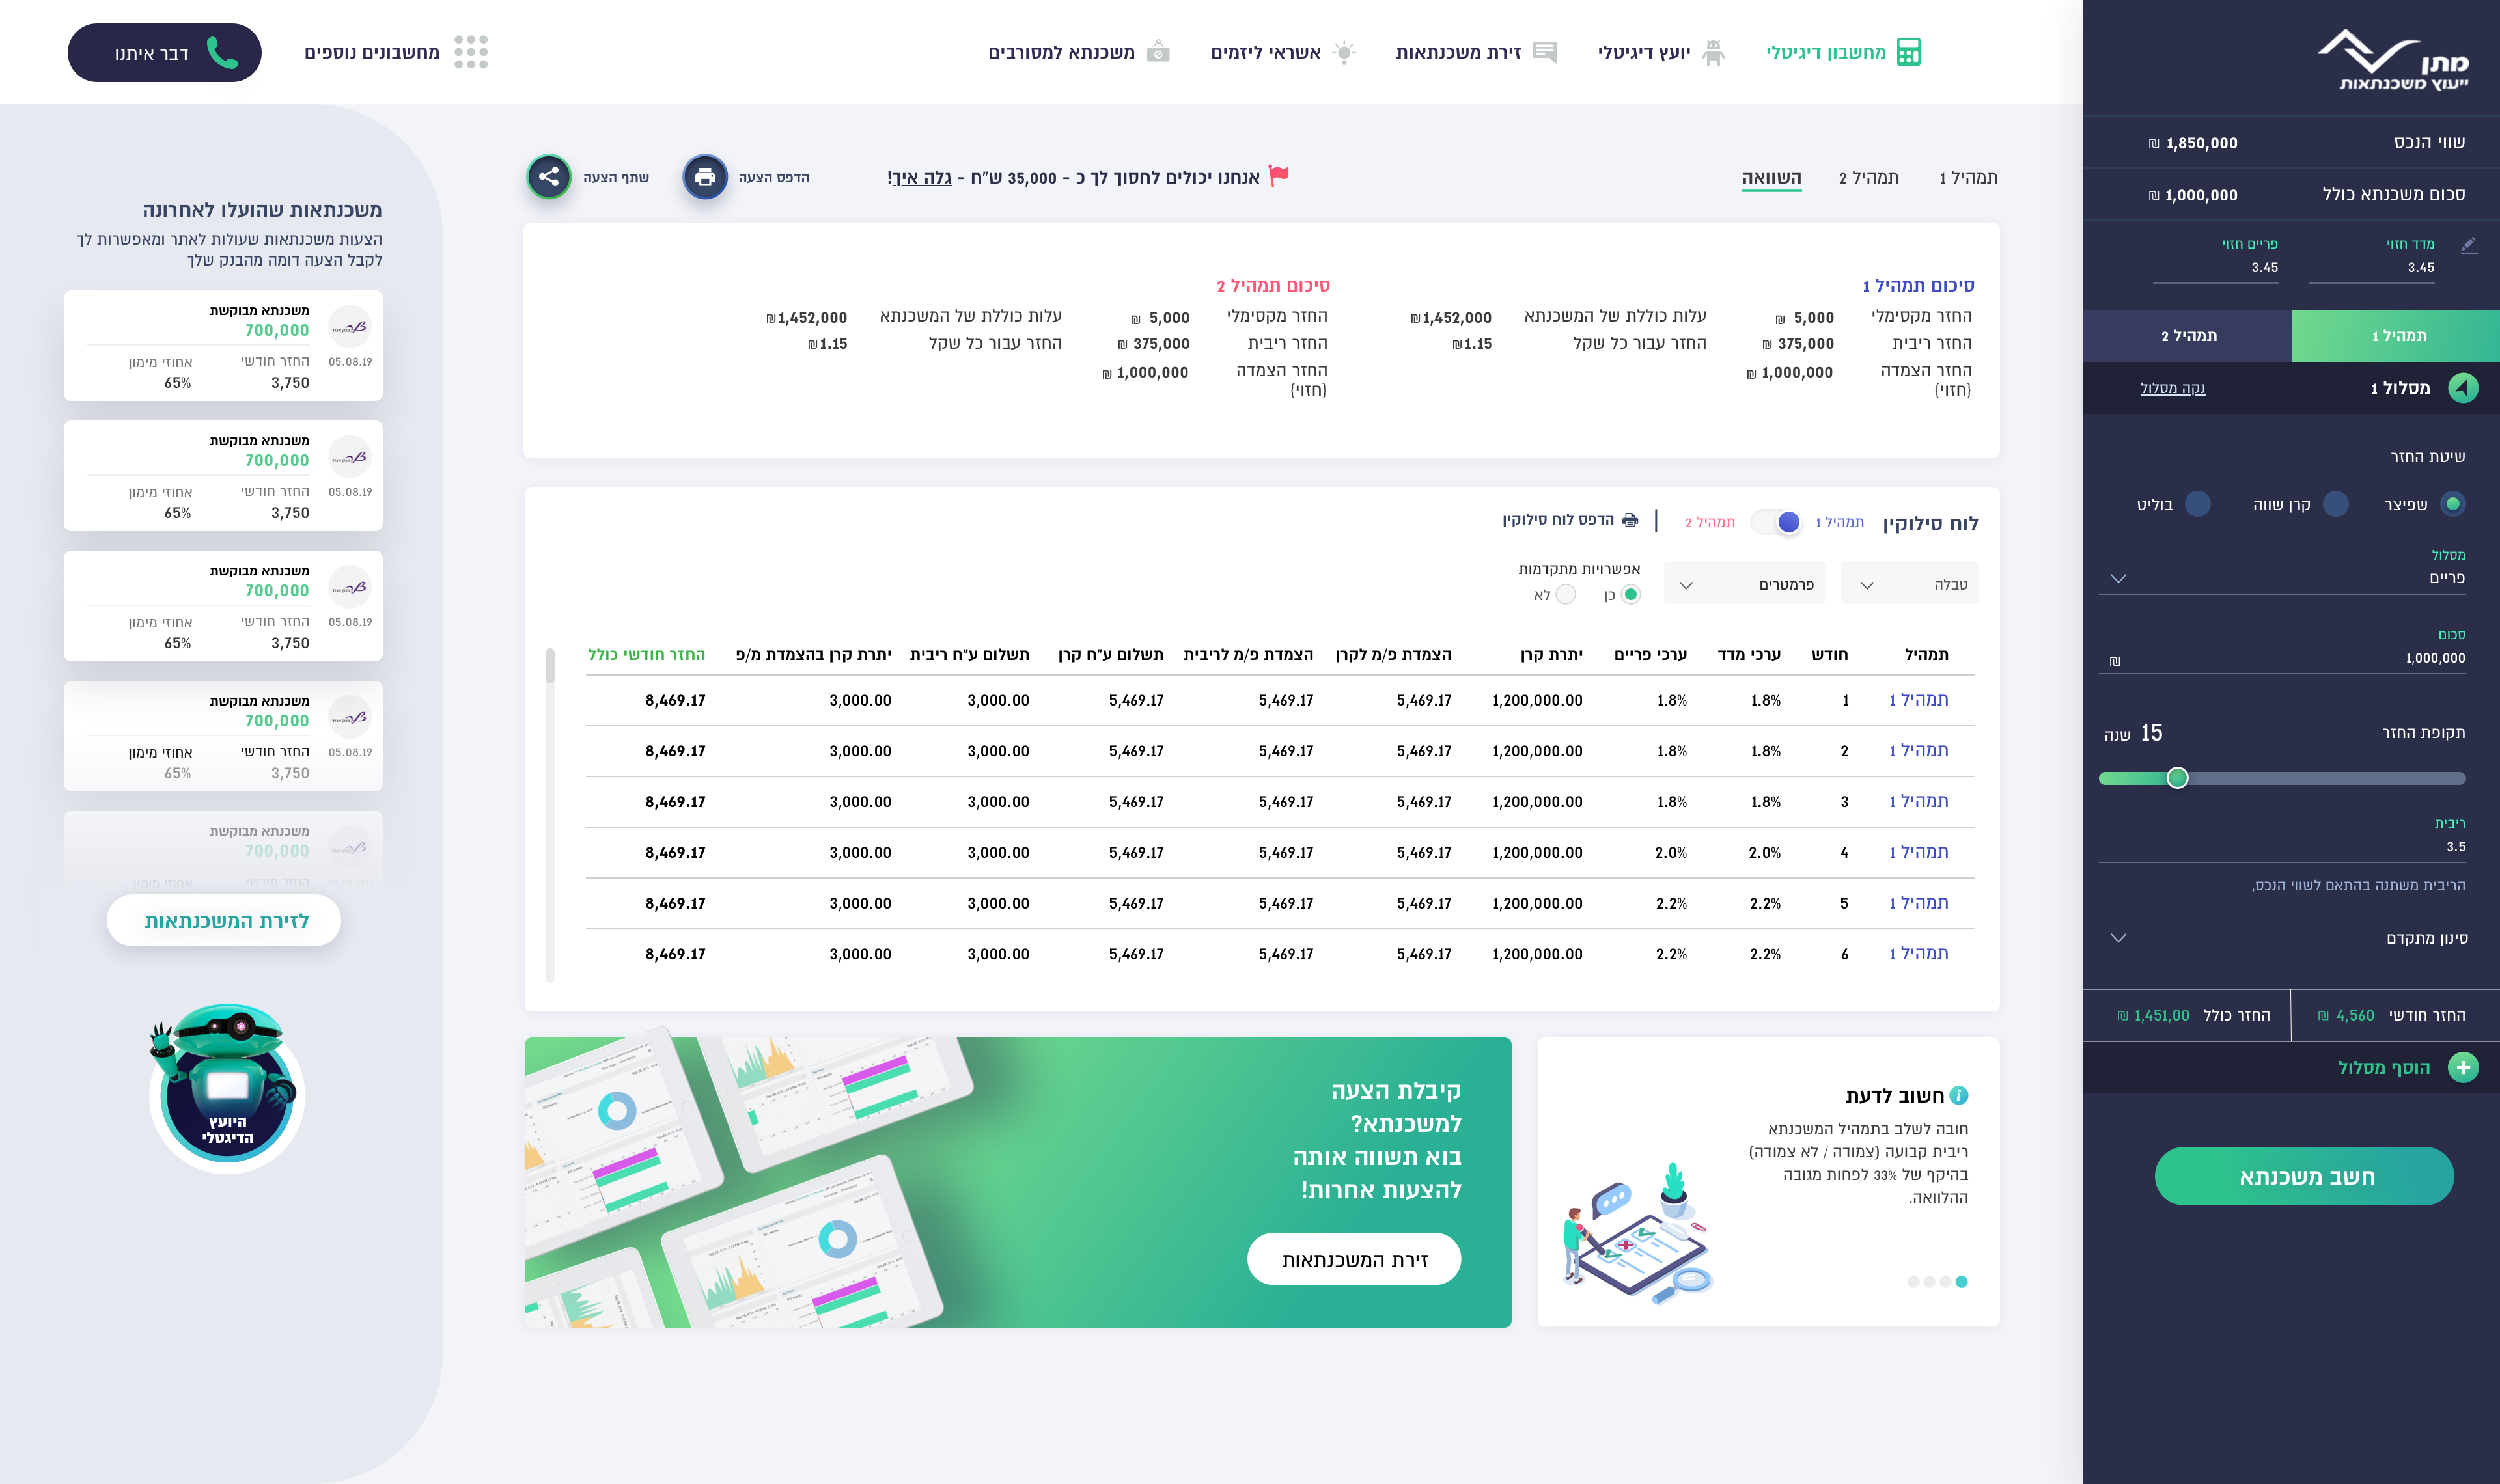 מתן
ייעוץ משכנתאות
מחשבון דיגיטלי
יועץ דיגיטלי
זירת משכנתאות
אשראי ליזמים
משכנתא למסורבים
מחשבונים נוספים
דבר איתנו
שווי הנכס 1,850,000 ₪
סכום משכנתא כולל 1,000,000 ₪
מדד חזוי פריים חזוי
3.45 3.45
תמהיל 1 תמהיל 2
מסלול 1 נקה מסלול
שיטת החזר
שפיצר קרן שווה בוליט
מסלול
פריים
סכום
1,000,000 ₪
תקופת החזר 15 שנה
ריבית
3.5
הריבית משתנה בהתאם לשווי הנכס,
סינון מתקדם
החזר חודשי 4,560 ₪ החזר כולל 1,451,00 ₪
הוסף מסלול
חשב משכנתא
תמהיל 1 תמהיל 2 השוואה
אנחנו יכולים לחסוך לך כ - 35,000 ש"ח - גלה איך!
הדפס הצעה
שתף הצעה
סיכום תמהיל 1
החזר מקסימלי 5,000 ₪ עלות כוללת של המשכנתא 1,452,000₪
החזר ריבית 375,000 ₪ החזר עבור כל שקל 1.15₪
החזר הצמדה 1,000,000 ₪
{חזוי}
סיכום תמהיל 2
החזר מקסימלי 5,000 ₪ עלות כוללת של המשכנתא 1,452,000₪
החזר ריבית 375,000 ₪ החזר עבור כל שקל 1.15₪
החזר הצמדה 1,000,000 ₪
{חזוי}
לוח סילוקין תמהיל 1 תמהיל 2 הדפס לוח סילוקין
טבלה פרמטרים
אפשרויות מתקדמות
כן לא
תמהיל חודש ערכי מדד ערכי פריים יתרת קרן הצמדת פ/מ לקרן הצמדת פ/מ לריבית תשלום ע"ח קרן תשלום ע"ח ריבית יתרת קרן בהצמדת מ/פ החזר חודשי כולל
תמהיל 1 1 1.8% 1.8% 1,200,000.00 5,469.17 5,469.17 5,469.17 3,000.00 3,000.00 8,469.17
תמהיל 1 2 1.8% 1.8% 1,200,000.00 5,469.17 5,469.17 5,469.17 3,000.00 3,000.00 8,469.17
תמהיל 1 3 1.8% 1.8% 1,200,000.00 5,469.17 5,469.17 5,469.17 3,000.00 3,000.00 8,469.17
תמהיל 1 4 2.0% 2.0% 1,200,000.00 5,469.17 5,469.17 5,469.17 3,000.00 3,000.00 8,469.17
תמהיל 1 5 2.2% 2.2% 1,200,000.00 5,469.17 5,469.17 5,469.17 3,000.00 3,000.00 8,469.17
תמהיל 1 6 2.2% 2.2% 1,200,000.00 5,469.17 5,469.17 5,469.17 3,000.00 3,000.00 8,469.17
חשוב לדעת
חובה לשלב בתמהיל המשכנתא
ריבית קבועה (צמודה / לא צמודה)
בהיקף של 33% לפחות מגובה
ההלוואה.
קיבלת הצעה
למשכנתא?
בוא תשווה אותה
להצעות אחרות!
זירת המשכנתאות
משכנתאות שהועלו לאחרונה
הצעות משכנתאות שעולות לאתר ומאפשרות לך
לקבל הצעה דומה מהבנק שלך
משכנתא מבוקשת
700,000
05.08.19 החזר חודשי אחוזי מימון
3,750 65%
משכנתא מבוקשת
700,000
05.08.19 החזר חודשי אחוזי מימון
3,750 65%
משכנתא מבוקשת
700,000
05.08.19 החזר חודשי אחוזי מימון
3,750 65%
משכנתא מבוקשת
700,000
05.08.19 החזר חודשי אחוזי מימון
3,750 65%
משכנתא מבוקשת
700,000
החזר חודשי אחוזי מימון
לזירת המשכנתאות
היועץ
הדיגטלי